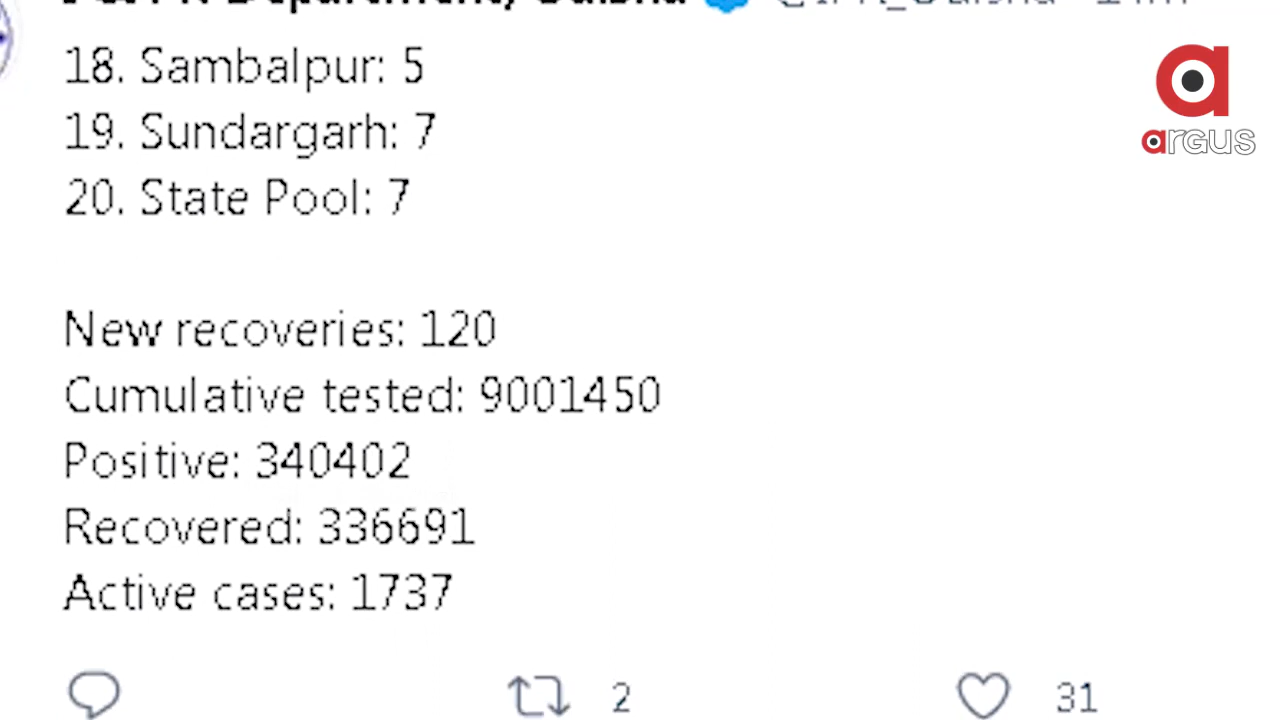 18. Sambalpur: 5
19. Sundargarh: 7
20. State Pool: 7
New recoveries: 120
Cumulative tested: 9001450
Positive: 340402
Recovered: 336691
Active cases: 1737
2
31
argus